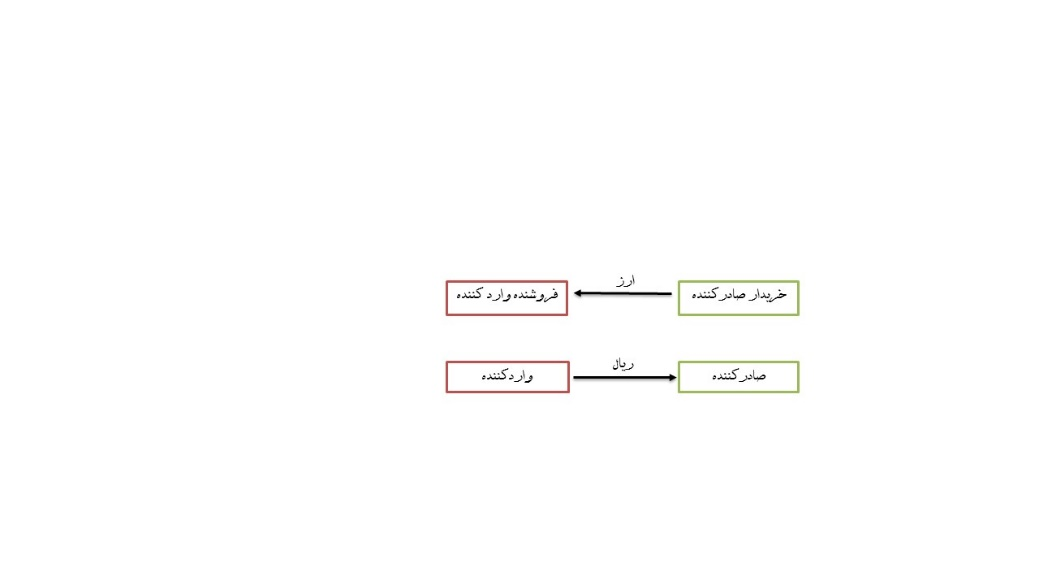 ارز
خریدار صادرکننده
فروشنده وارد کننده
ریال
صادرکننده
واردکننده